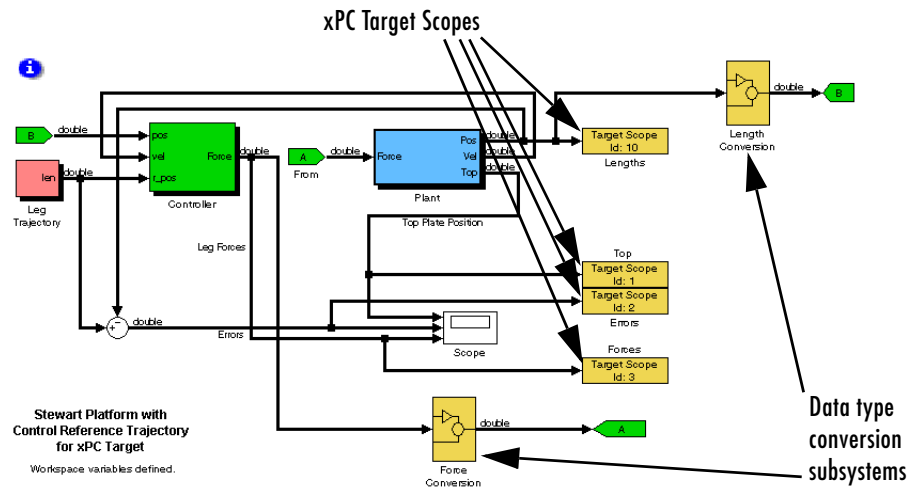 xPC Target Scopes
i
double
B
double
Length
Conversion
B
double
pos
vel
r_pos
Force
double
Controller
len
double
Leg
Trajectory
A
From
double
Force
Pos
Vel
Top
double
double
double
Plant
Target Scope
Id: 10
Lengths
Top Plate Position
Leg Forces
Top
Target Scope
Id: 1
Target Scope
Id: 2
Errors
+
-
double
Errors
Scope
Forces
Target Scope
Id: 3
Stewart Platform with
Control Reference Trajectory
for xPC Target
Workspace variables defined.
double
Force
Conversion
A
Data type
conversion
subsystems